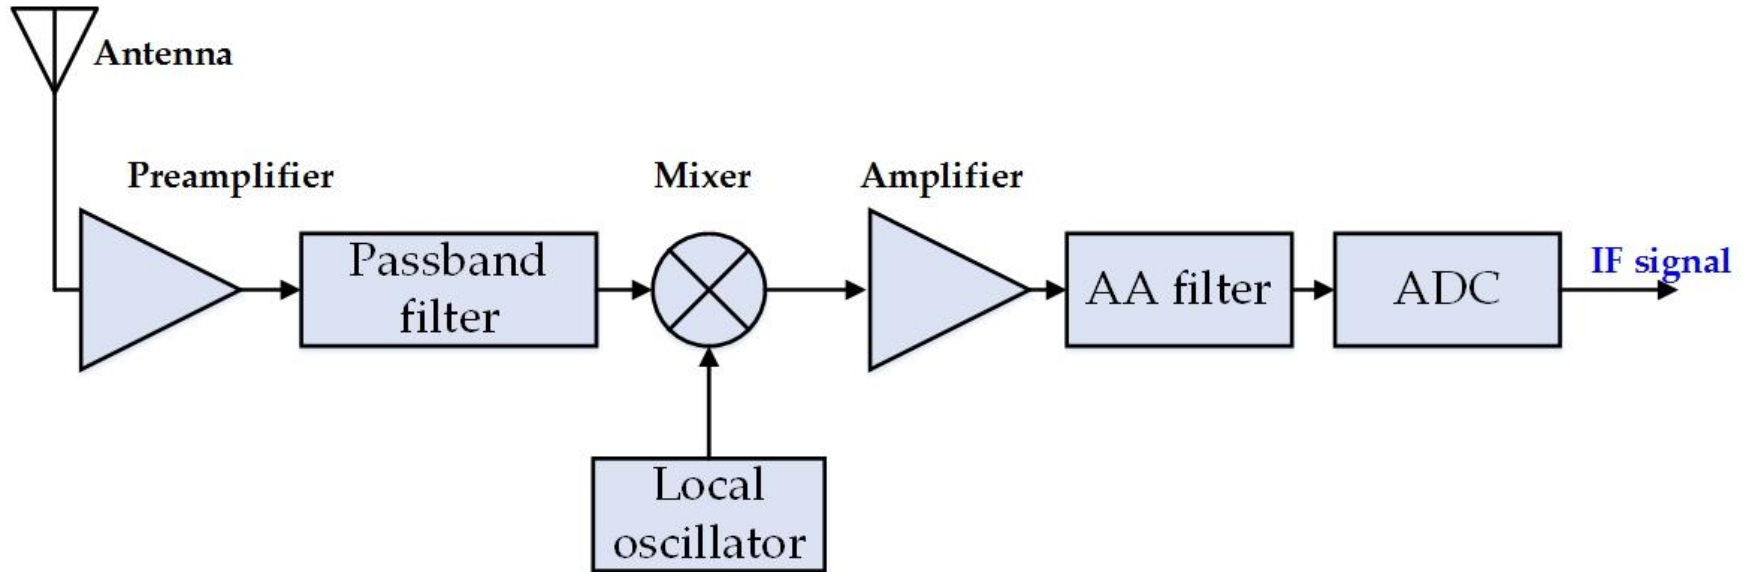 Antenna
Preamplifier
Mixer
Amplifier
Passband
filter
AA filter
ADC
IF signal
Local
oscillator